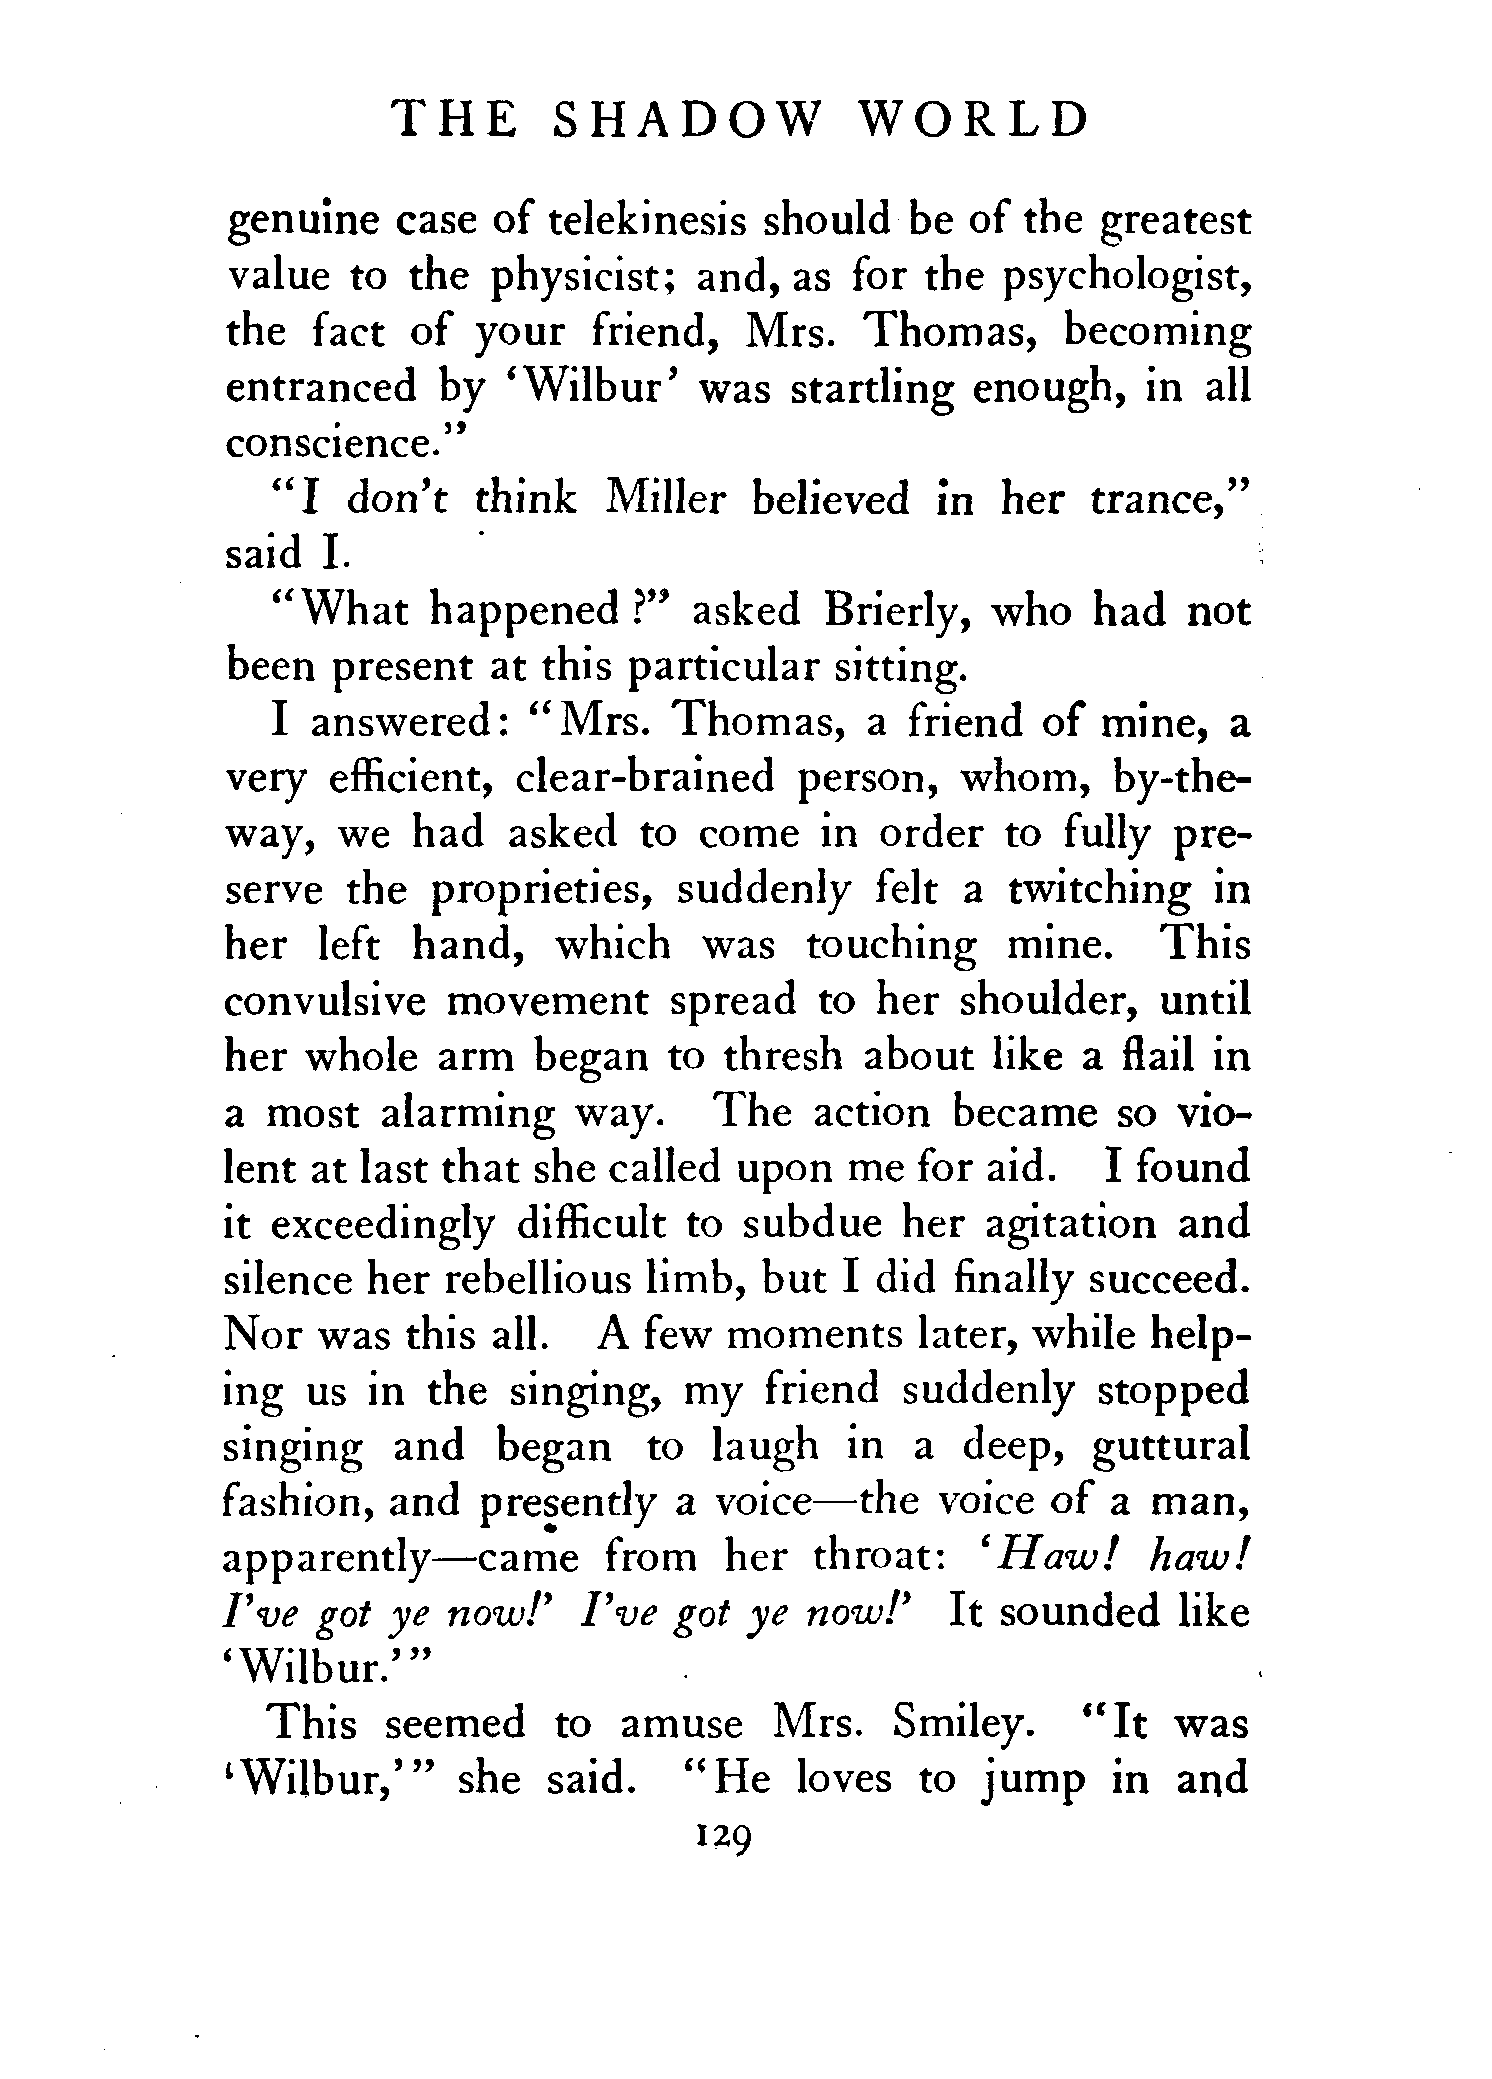 THE SHADOW WORLD
genuine case of telekinesis should be of the greatest
value to the physicist; and, as for the psychologist,
the fact of your friend, Mrs. Thomas, becoming
entranced by ‘Wilbur’ was startling enough, in all
conscience.”
“I don’t think Miller believed in her trance,”
said I.
“What happened?” asked Brierly, who had not
been present at this particular sitting.
I answered: “Mrs. Thomas, a friend of mine, a
very efficient, clear-brained person, whom, by-the-
way, we had asked to come in order to fully pre-
serve the proprieties, suddenly felt a twitching in
her left hand, which was touching mine. This
convulsive movement spread to her shoulder, until
her whole arm began to thresh about like a flail in
a most alarming way. The action became so vio-
lent at last that she called upon me for aid. I found
it exceedingly difficult to subdue her agitation and
silence her rebellious limb, but I did finally succeed.
Nor was this all. A few moments later, while help-
ing us in the singing, my friend suddenly stopped
singing and began to laugh in a deep, guttural
fashion, and presently a voice—the voice of a man,
apparently—came from her throat: ‘Haw! haw!
I’ve got ye now!’ I’ve got ye now!’ It sounded like
‘Wilbur.’”
This seemed to amuse Mrs. Smiley. “It was
‘Wilbur,’” she said. “He loves to jump in and
129